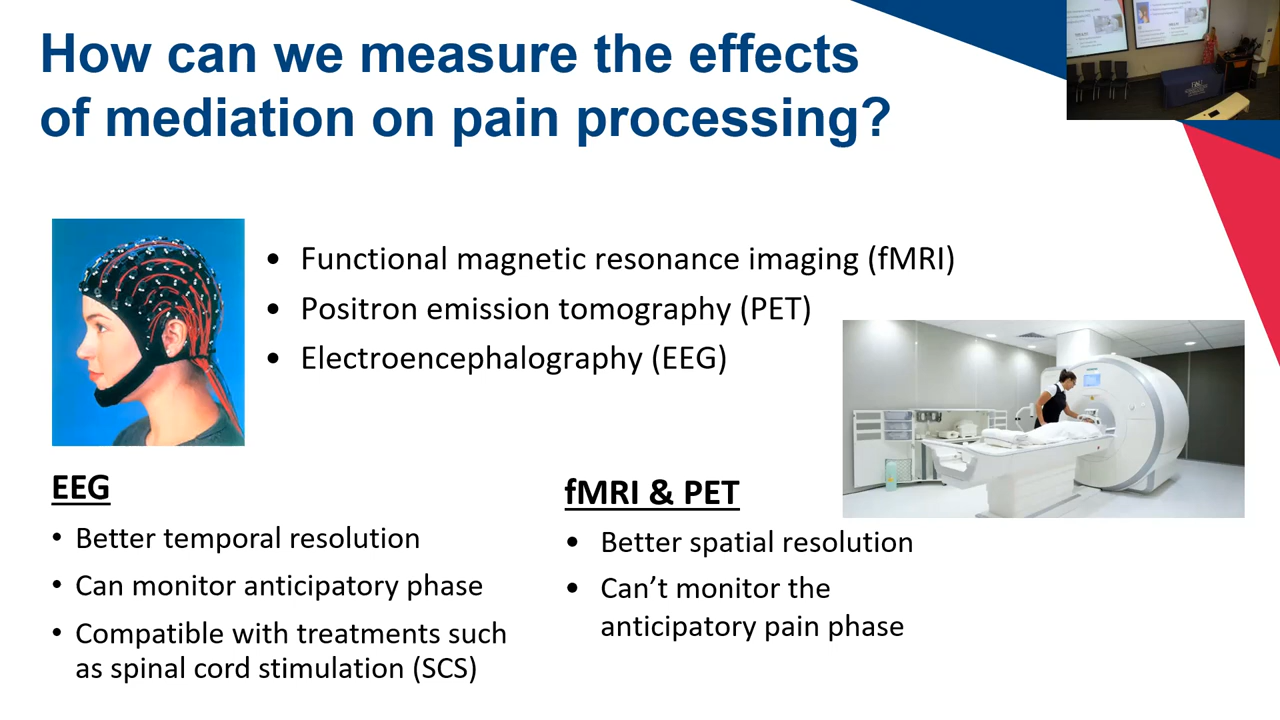 How can we measure the effects
of mediation on pain processing?
• Functional magnetic resonance imaging (fMRI)
• Positron emission tomography (PET)
• Electroencephalography (EEG)
EEG
• Better temporal resolution
• Can monitor anticipatory phase
• Compatible with treatments such
as spinal cord stimulation (SCS)
fMRI & PET
• Better spatial resolution
• Can’t monitor the
anticipatory pain phase